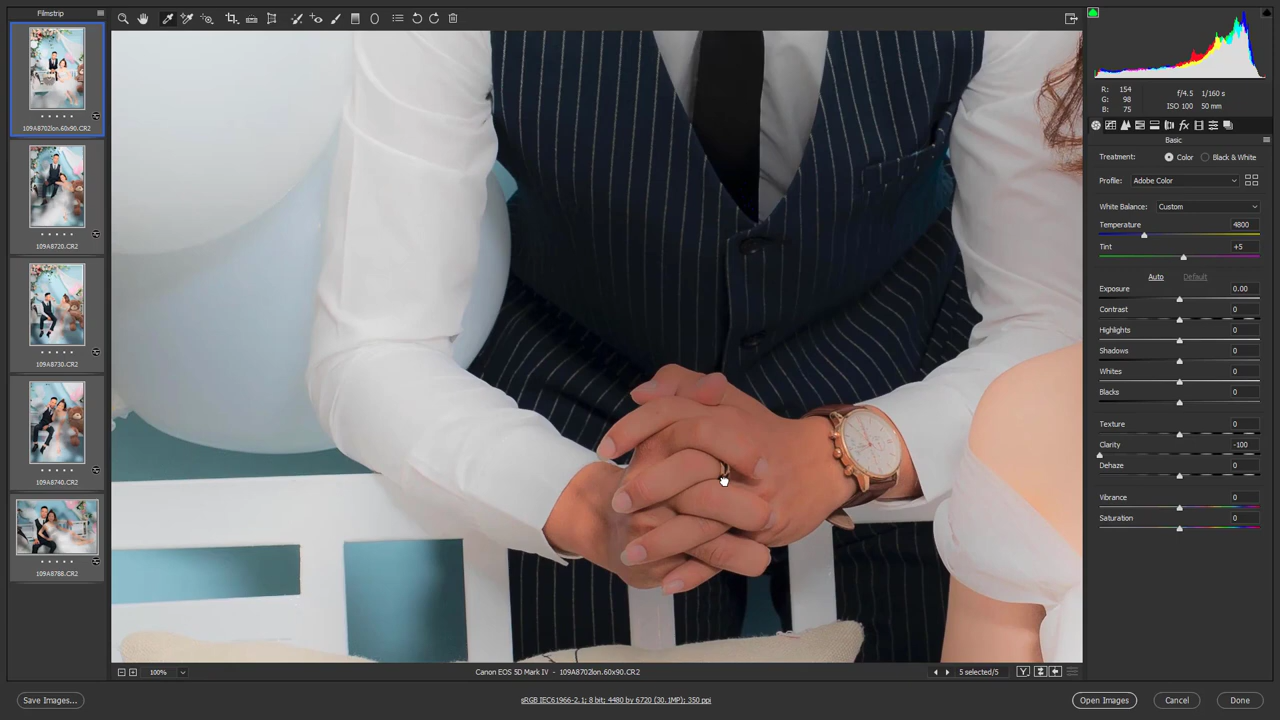 Filmstrip
109A8702lon.60x90.CR2
109A8720.CR2
109A8730.CR2
109A8740.CR2
109A8788.CR2
R: 154
G: 98
B: 75
f/4.5 1/160 s
ISO 100 50 mm
Basic
Treatment: Color Black & White
Profile: Adobe Color
White Balance: Custom
Temperature 4800
Tint +5
Auto Default
Exposure 0.00
Contrast 0
Highlights 0
Shadows 0
Whites 0
Blacks 0
Texture 0
Clarity -100
Dehaze 0
Vibrance 0
Saturation 0
100% Canon EOS 5D Mark IV - 109A8702lon.60x90.CR2 5 selected/5 Y
Save Images... sRGB IEC61966-2.1; 8 bit; 4480 by 6720 (30.1MP); 350 ppi Open Images Cancel Done